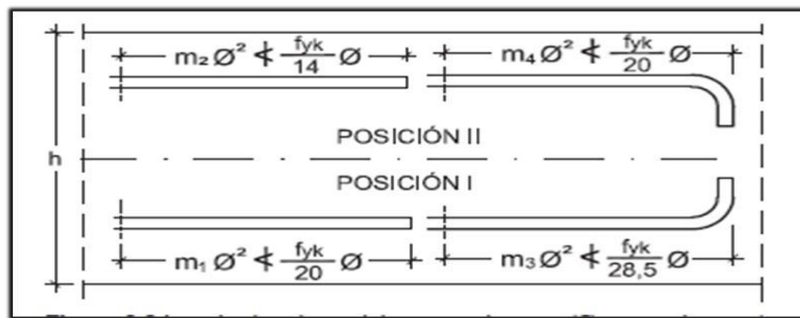 m₂ Ø² ≮ fyk/14 Ø
m₄ Ø² ≮ fyk/20 Ø
h
POSICIÓN II
POSICIÓN I
m₁ Ø² ≮ fyk/20 Ø
m₃ Ø² ≮ fyk/28,5 Ø